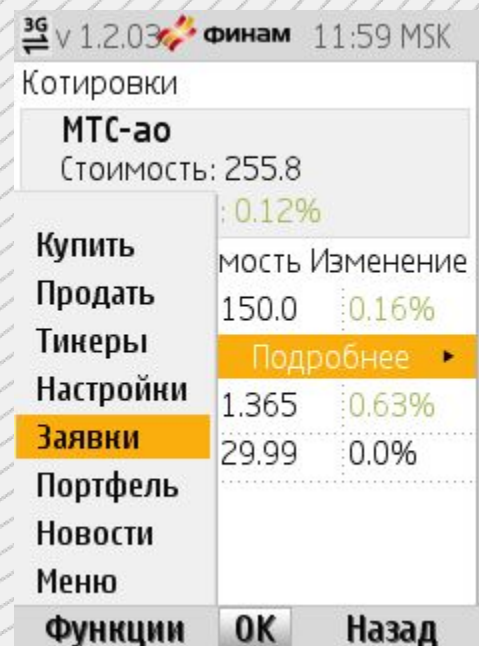 3G v 1.2.03 финам 11:59 MSK
Котировки
МТС-ао
Стоимость: 255.8
: 0.12%
Купить
мость Изменение
Продать
150.0 0.16%
Тикеры
Подробнее
Настройки
1.365 0.63%
Заявки
29.99 0.0%
Портфель
Новости
Меню
Функции OK Назад